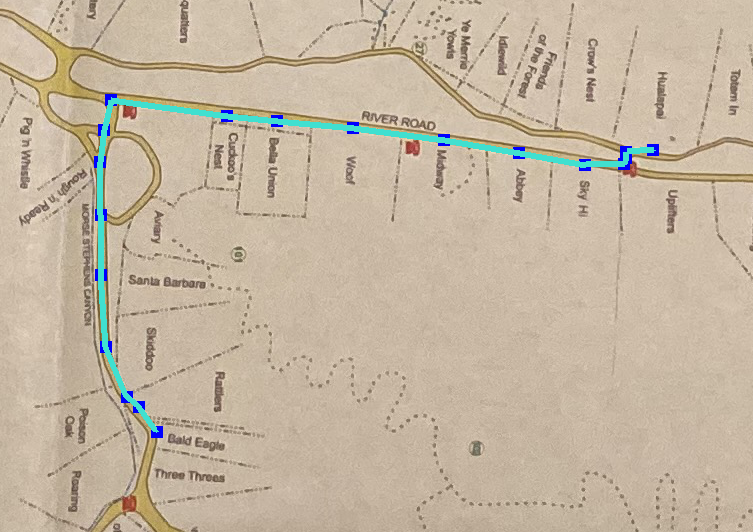 Ye Merrie
Yowls
Idlewild
Friends
of the Forest
Crow's Nest
Hualapai
Totem In
RIVER ROAD
Pig 'n Whistle
Cuckoo's
Nest
Bella Union
Woof
Midway
Abbey
Sky Hi
Uplifters
Rough 'n Ready
Aviary
MORSE STEPHENS CANYON
Santa Barbara
Skiddoo
Rattlers
Poison
Oak
Bald Eagle
Three Threes
Roaring